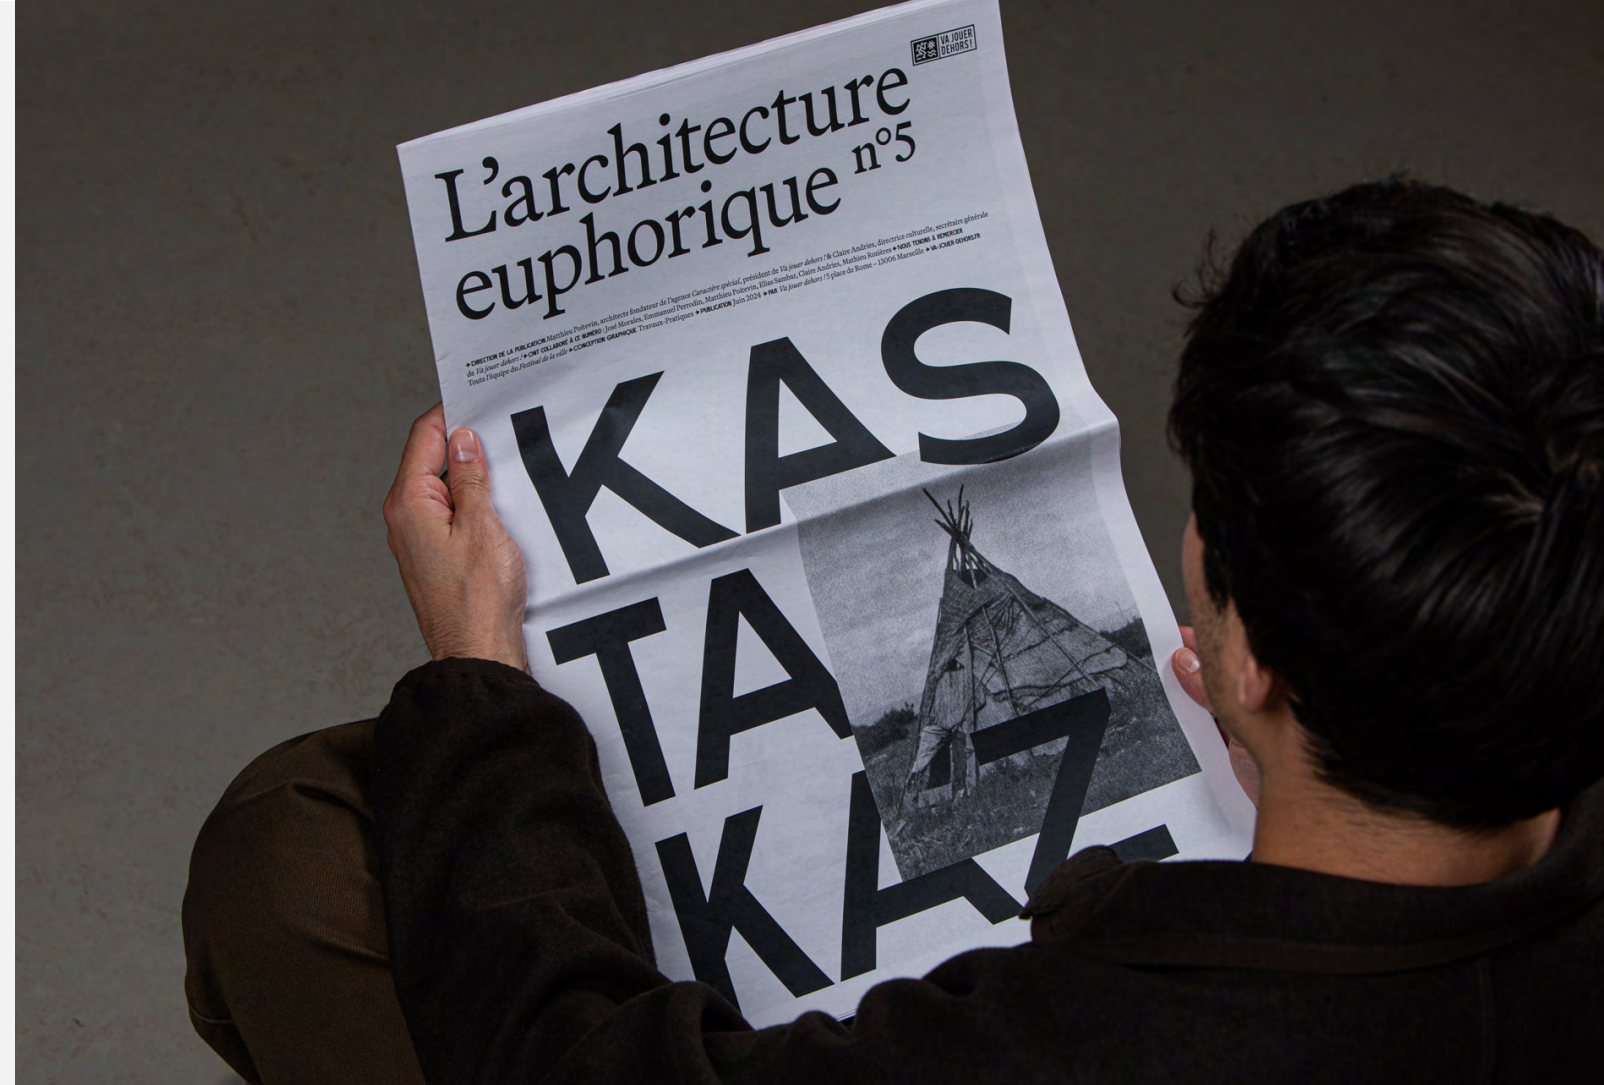 VA JOUER
DEHORS!
L'architecture
euphorique n°5
DIRECTION DE LA PUBLICATION Matthieu Poitevin, architecte fondateur de l'agence Caractère spécial, président de Va jouer dehors ! & Claire Andries, directrice culturelle, secrétaire générale
de Va jouer dehors ! ONT COLLABORÉ À CE NUMÉRO : José Morales, Emmanuel Perrodin, Matthieu Poitevin, Elias Sambar, Claire Andries, Mathieu Rozières NOUS TENONS À REMERCIER
Toute l'équipe du Festival de la ville CONCEPTION GRAPHIQUE Travaux-Pratiques PUBLICATION Juin 2024 PAR Va jouer dehors ! 5 place de Rome – 13006 Marseille VA-JOUER-DEHORS.FR
KAS
TA
KAZ